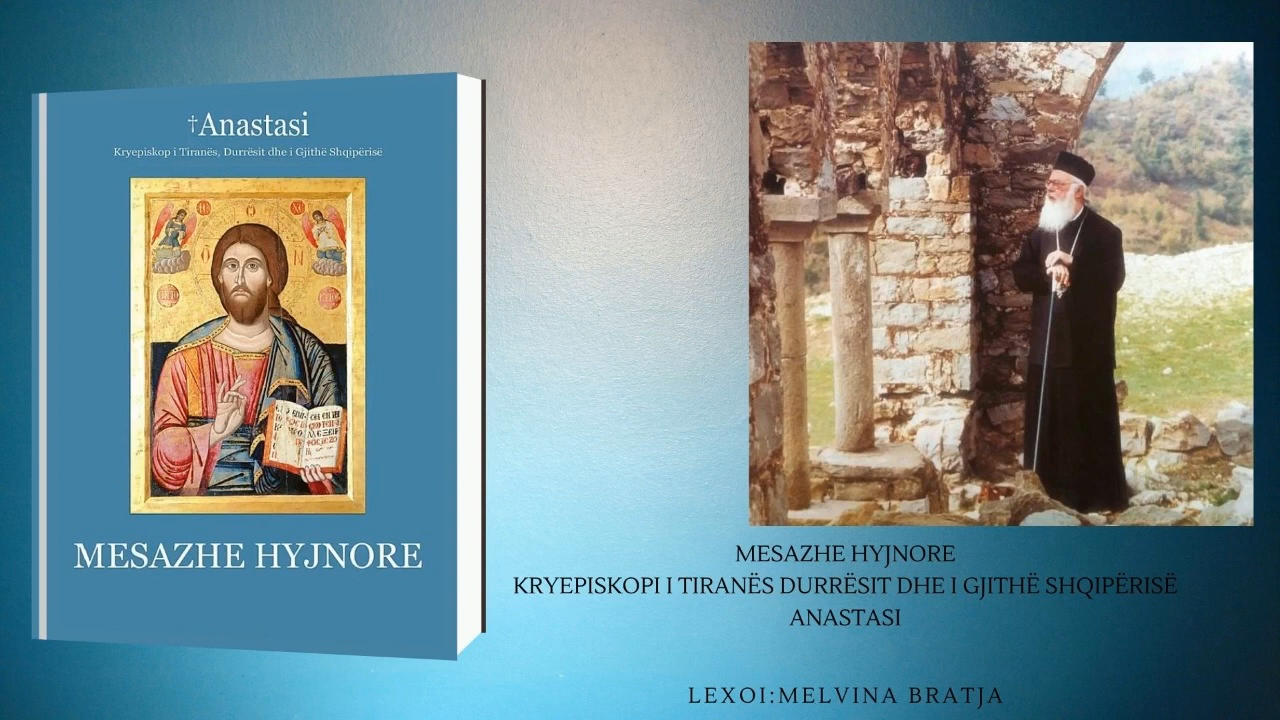 †Anastasi
Kryepiskop i Tiranës, Durrësit dhe i Gjithë Shqipërisë
MESAZHE HYJNORE
MESAZHE HYJNORE
KRYEPISKOPI I TIRANËS DURRËSIT DHE I GJITHË SHQIPËRISË
ANASTASI
LEXOI:MELVINA BRATJA